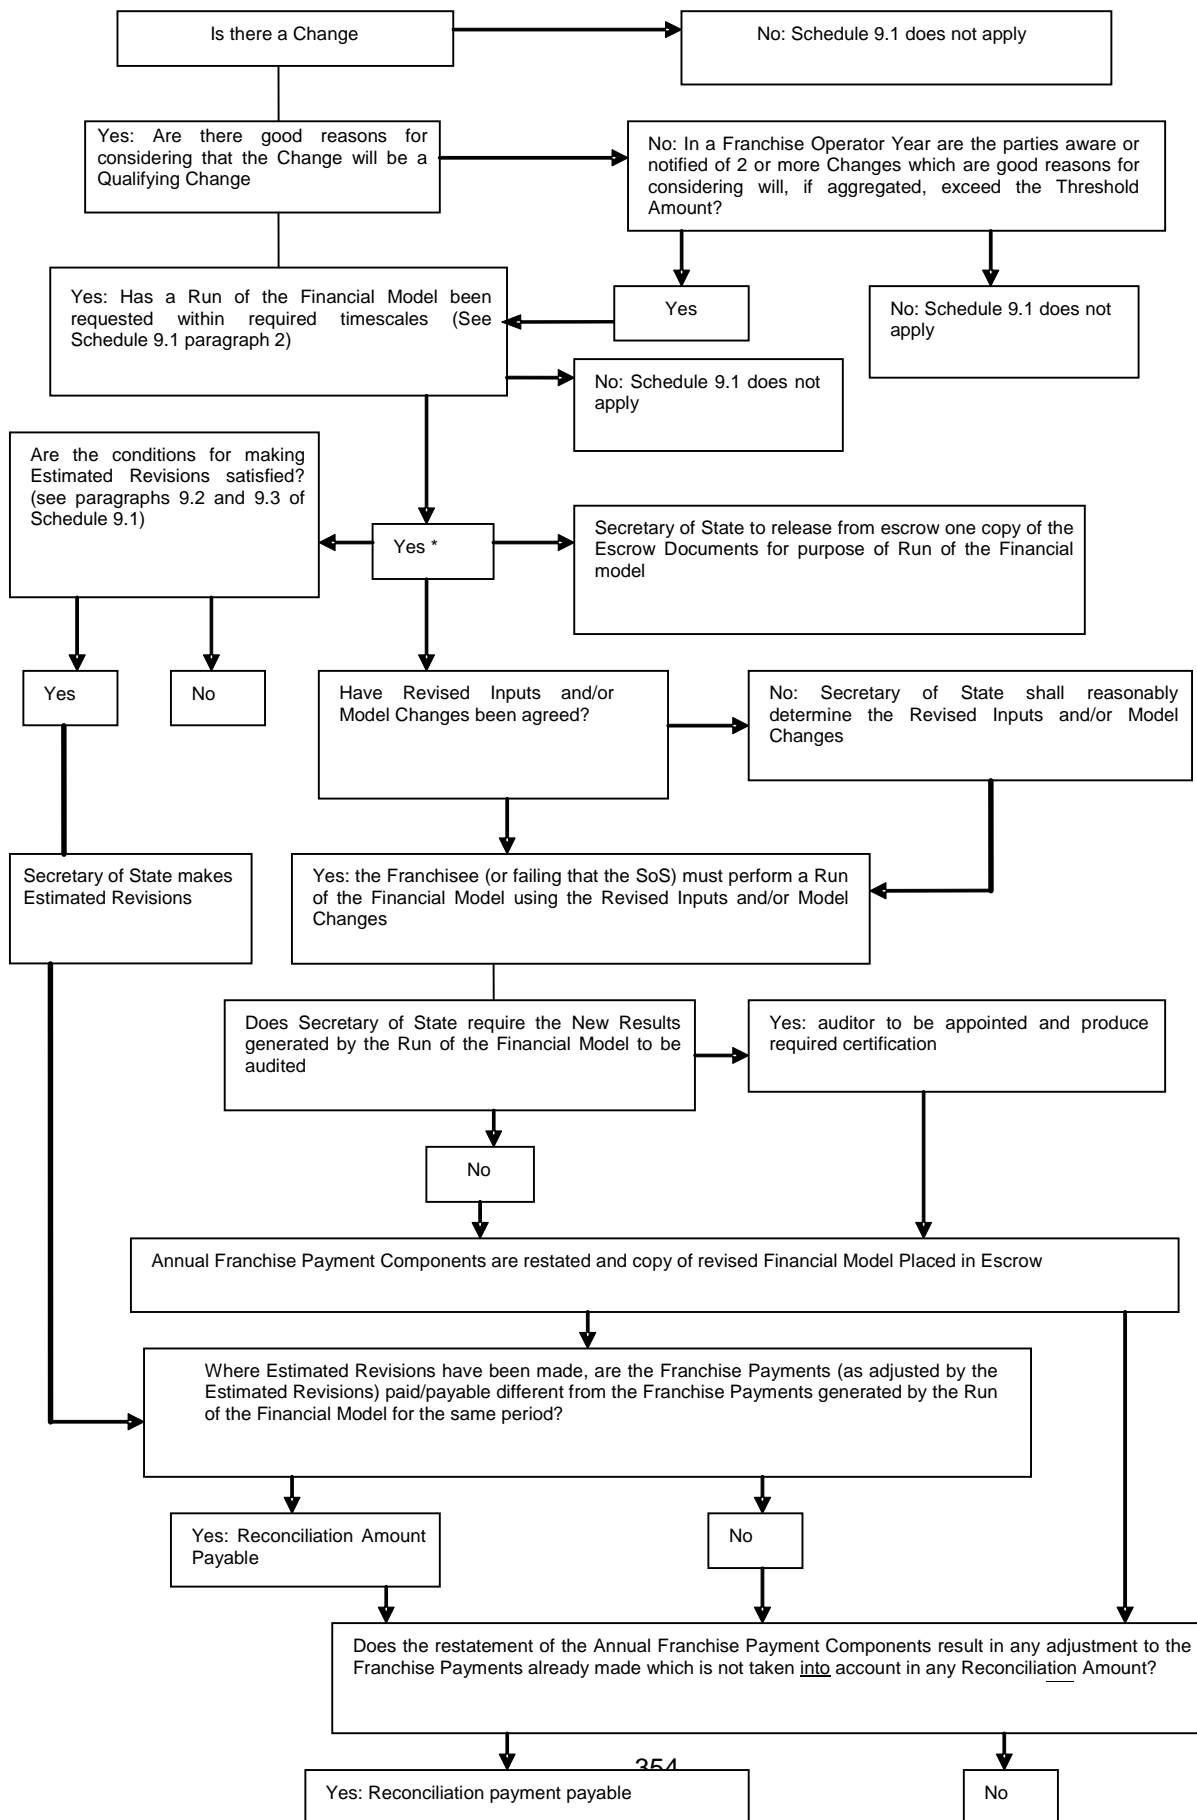 Is there a Change
No: Schedule 9.1 does not apply
Yes: Are there good reasons for
considering that the Change will be a
Qualifying Change
No: In a Franchise Operator Year are the parties aware or
notified of 2 or more Changes which are good reasons for
considering will, if aggregated, exceed the Threshold
Amount?
Yes: Has a Run of the Financial Model been
requested within required timescales (See
Schedule 9.1 paragraph 2)
Yes
No: Schedule 9.1 does not
apply
No: Schedule 9.1 does not
apply
Are the conditions for making
Estimated Revisions satisfied?
(see paragraphs 9.2 and 9.3 of
Schedule 9.1)
Yes *
Secretary of State to release from escrow one copy of the
Escrow Documents for purpose of Run of the Financial
model
Yes
No
Have Revised Inputs and/or
Model Changes been agreed?
No: Secretary of State shall reasonably
determine the Revised Inputs and/or Model
Changes
Secretary of State makes
Estimated Revisions
Yes: the Franchisee (or failing that the SoS) must perform a Run
of the Financial Model using the Revised Inputs and/or Model
Changes
Does Secretary of State require the New Results
generated by the Run of the Financial Model to be
audited
Yes: auditor to be appointed and produce
required certification
No
Annual Franchise Payment Components are restated and copy of revised Financial Model Placed in Escrow
Where Estimated Revisions have been made, are the Franchise Payments (as adjusted by the
Estimated Revisions) paid/payable different from the Franchise Payments generated by the Run
of the Financial Model for the same period?
Yes: Reconciliation Amount
Payable
No
Does the restatement of the Annual Franchise Payment Components result in any adjustment to the
Franchise Payments already made which is not taken into account in any Reconciliation Amount?
354
Yes: Reconciliation payment payable
No